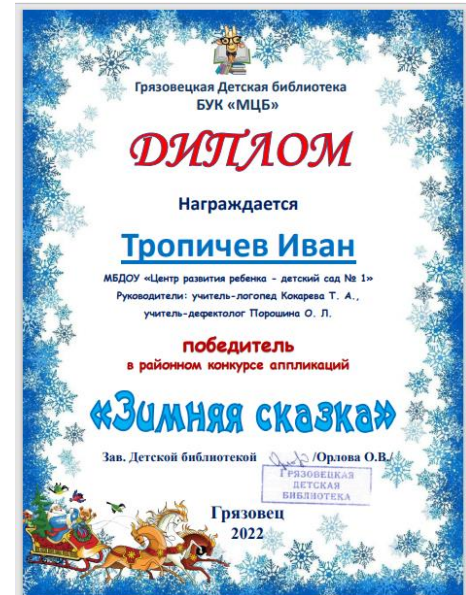 Грязовецкая Детская библиотека
БУК «МЦБ»
ДИПЛОМ
Награждается
Тропичев Иван
МБДОУ «Центр развития ребенка - детский сад № 1»
Руководители: учитель-логопед Кокарева Т. А.,
учитель-дефектолог Порошина О. Л.
победитель
в районном конкурсе аппликаций
«Зимняя сказка»
Зав. Детской библиотекой /Орлова О.В./
ГРЯЗОВЕЦКАЯ
ДЕТСКАЯ
БИБЛИОТЕКА
Грязовец
2022